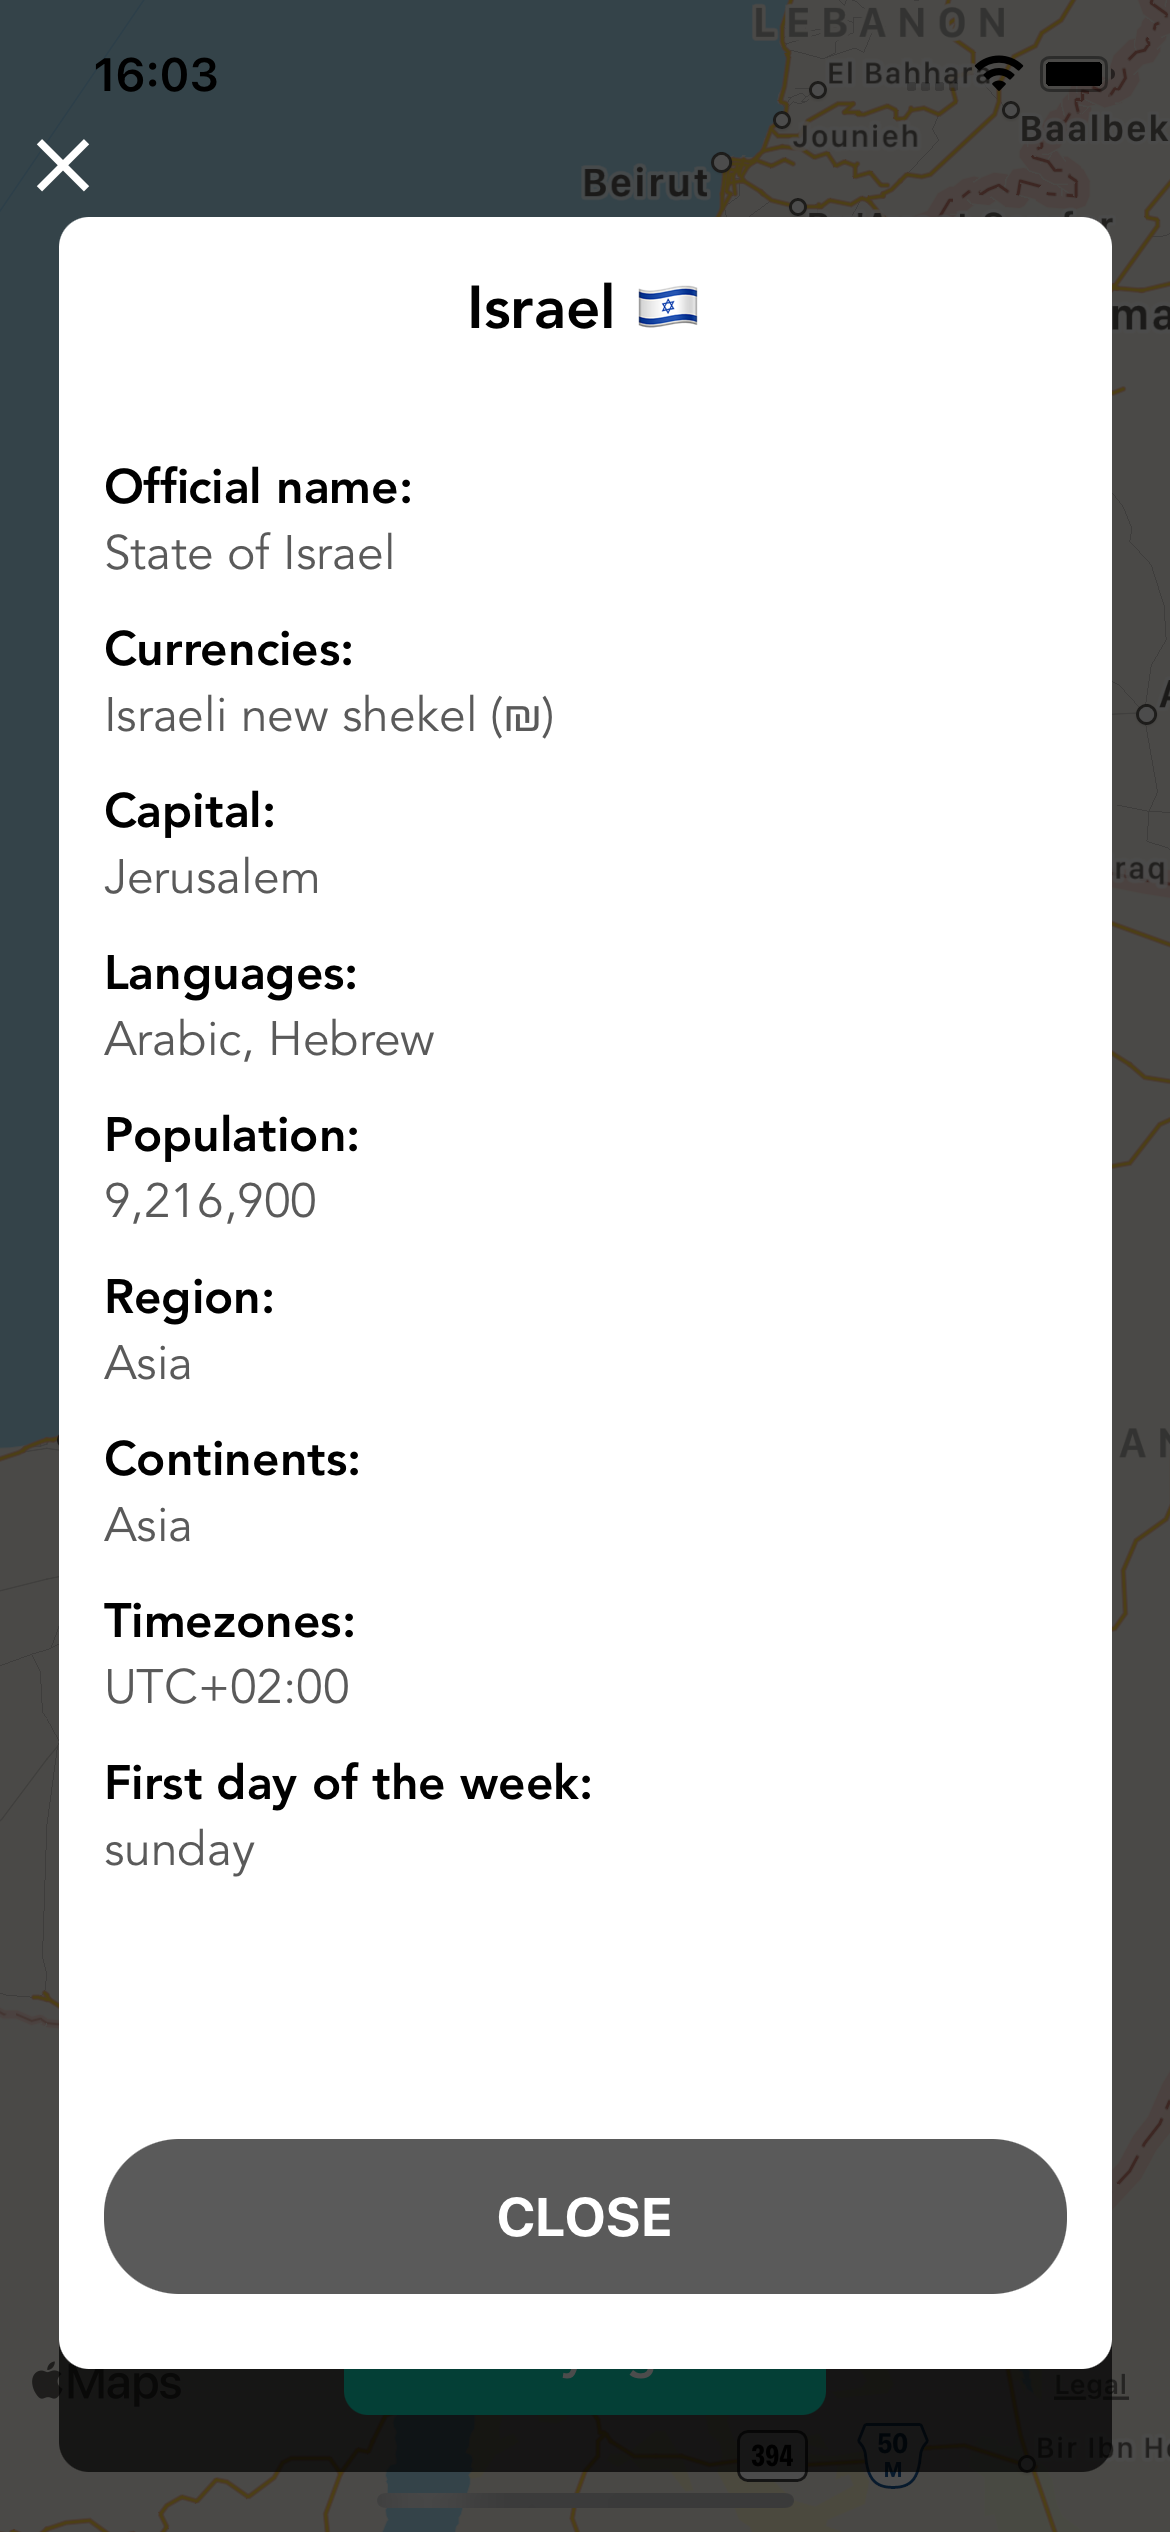 LEBANON
16:03
El Bahhara
Jounieh
Baalbek
Beirut
Israel
Official name:
State of Israel
Currencies:
Israeli new shekel (₪)
Capital:
Jerusalem
Languages:
Arabic, Hebrew
Population:
9,216,900
Region:
Asia
Continents:
Asia
Timezones:
UTC+02:00
First day of the week:
sunday
CLOSE
Maps
Legal
394
50
M
Bir Ibn